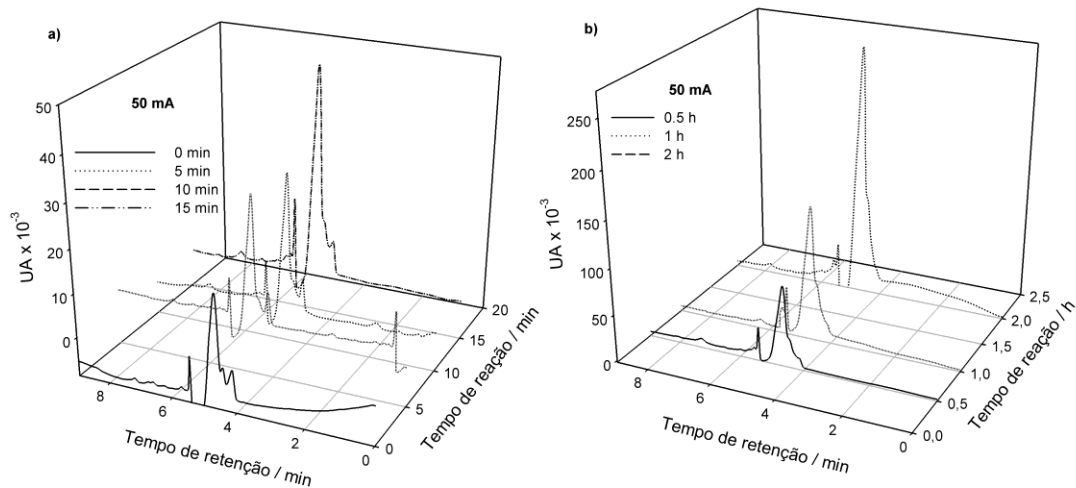 a)
50 mA
0 min
5 min
10 min
15 min
UA x 10-3
50
40
30
20
10
0
8
6
4
2
0
Tempo de retenção / min
0
5
10
15
20
Tempo de reação / min
b)
50 mA
0.5 h
1 h
2 h
UA x 10-3
250
200
150
100
50
0
8
6
4
2
0
Tempo de retenção / min
0,0
0,5
1,0
1,5
2,0
2,5
Tempo de reação / h